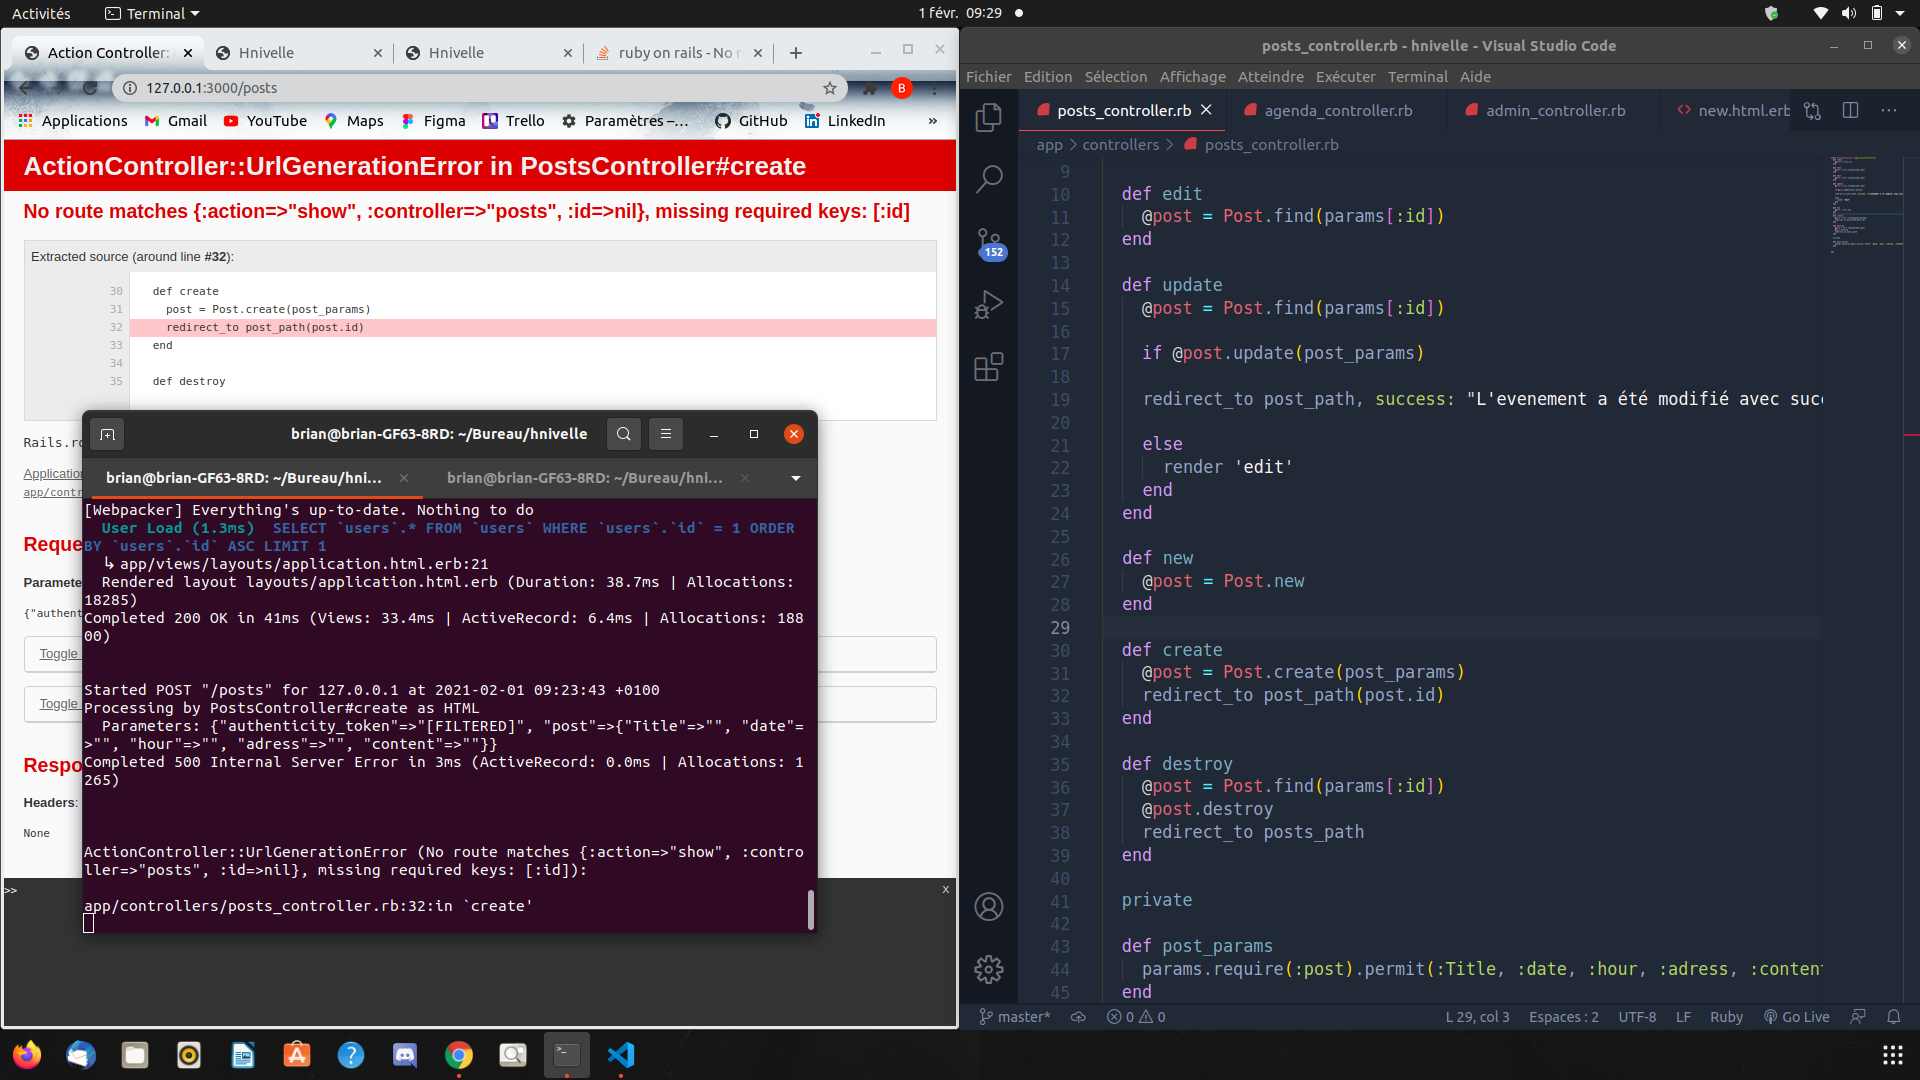 Activités
Terminal
1 févr. 09:29
Action Controller:
Hnivelle
Hnivelle
ruby on rails - No r
127.0.0.1:3000/posts
B
Applications
Gmail
YouTube
Maps
Figma
Trello
Paramètres –…
GitHub
LinkedIn
»
ActionController::UrlGenerationError in PostsController#create
No route matches {:action=>"show", :controller=>"posts", :id=>nil}, missing required keys: [:id]
Extracted source (around line #32):
30 def create
31 post = Post.create(post_params)
32 redirect_to post_path(post.id)
33 end
34
35 def destroy
Rails.ro
Application
app/contr
Reque
Paramete
{"authent
Toggle
Toggle
Respo
Headers:
None
>>
x
brian@brian-GF63-8RD: ~/Bureau/hnivelle
brian@brian-GF63-8RD: ~/Bureau/hni…
brian@brian-GF63-8RD: ~/Bureau/hni…
[Webpacker] Everything's up-to-date. Nothing to do
User Load (1.3ms)  SELECT `users`.* FROM `users` WHERE `users`.`id` = 1 ORDER
BY `users`.`id` ASC LIMIT 1
↳ app/views/layouts/application.html.erb:21
Rendered layout layouts/application.html.erb (Duration: 38.7ms | Allocations:
18285)
Completed 200 OK in 41ms (Views: 33.4ms | ActiveRecord: 6.4ms | Allocations: 188
00)
Started POST "/posts" for 127.0.0.1 at 2021-02-01 09:23:43 +0100
Processing by PostsController#create as HTML
Parameters: {"authenticity_token"=>"[FILTERED]", "post"=>{"Title"=>"", "date"=
>"", "hour"=>"", "adress"=>"", "content"=>""}}
Completed 500 Internal Server Error in 3ms (ActiveRecord: 0.0ms | Allocations: 1
265)
ActionController::UrlGenerationError (No route matches {:action=>"show", :contro
ller=>"posts", :id=>nil}, missing required keys: [:id]):
app/controllers/posts_controller.rb:32:in `create'
posts_controller.rb - hnivelle - Visual Studio Code
Fichier Edition Sélection Affichage Atteindre Exécuter Terminal Aide
posts_controller.rb
agenda_controller.rb
admin_controller.rb
new.html.erb
app > controllers > posts_controller.rb
152
9
10 def edit
11 @post = Post.find(params[:id])
12 end
13
14 def update
15 @post = Post.find(params[:id])
16
17 if @post.update(post_params)
18
19 redirect_to post_path, success: "L'evenement a été modifié avec succ
20
21 else
22 render 'edit'
23 end
24 end
25
26 def new
27 @post = Post.new
28 end
29
30 def create
31 @post = Post.create(post_params)
32 redirect_to post_path(post.id)
33 end
34
35 def destroy
36 @post = Post.find(params[:id])
37 @post.destroy
38 redirect_to posts_path
39 end
40
41 private
42
43 def post_params
44 params.require(:post).permit(:Title, :date, :hour, :adress, :conten
45 end
master*
0 0
L 29, col 3
Espaces : 2
UTF-8
LF
Ruby
Go Live